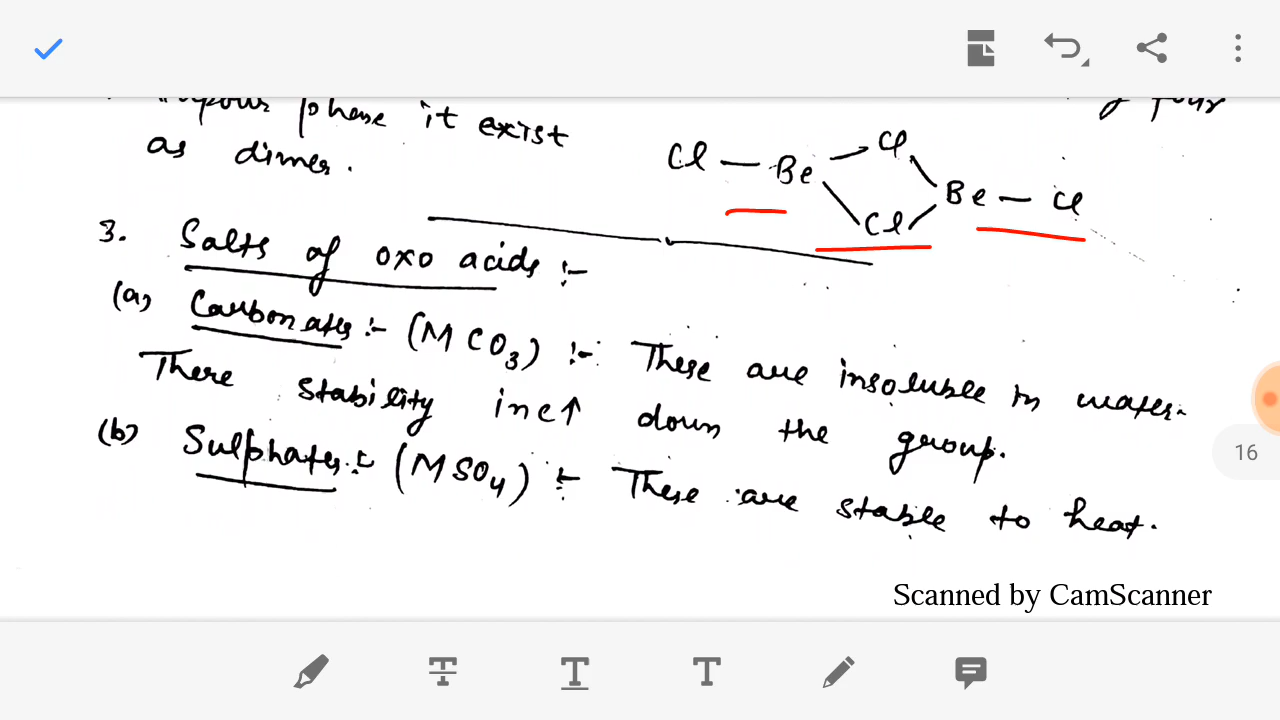 vapour phase it exist
as dimer.
Cl — Be Cl Cl Be — Cl
3. Salts of oxo acids :-
(a) Carbonates :- (MCO3) :- These are insoluble in water.
There stability inc↑ down the group.
(b) Sulphates :- (MSO4) :- These are stable to heat.
16
Scanned by CamScanner